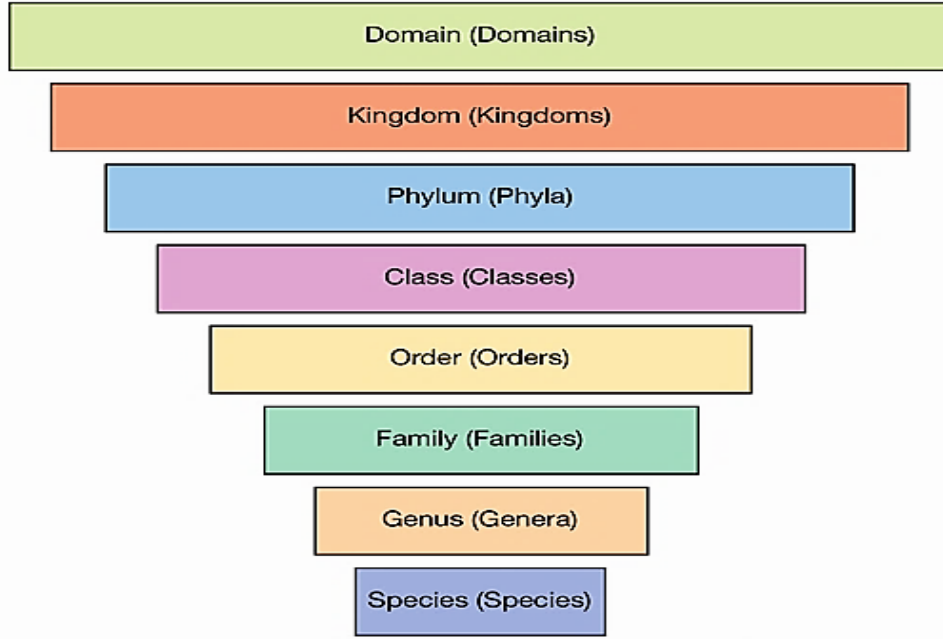 Domain (Domains)
Kingdom (Kingdoms)
Phylum (Phyla)
Class (Classes)
Order (Orders)
Family (Families)
Genus (Genera)
Species (Species)